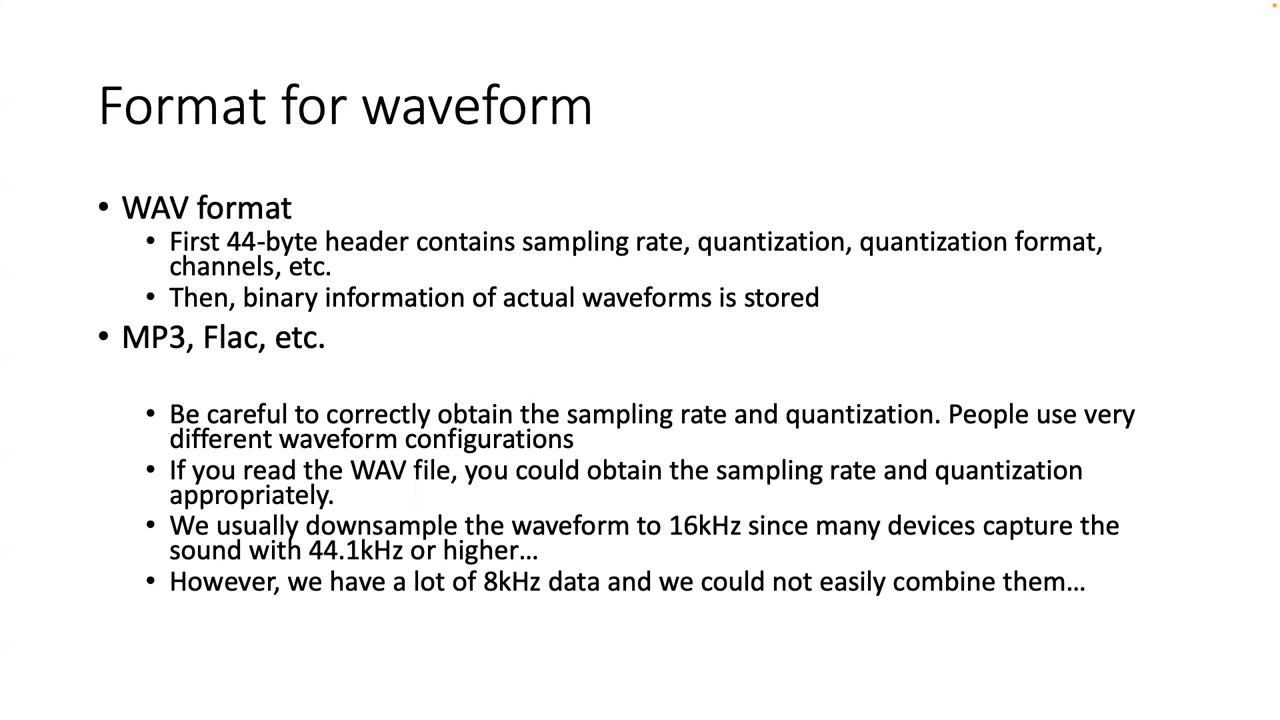 Format for waveform
• WAV format
• First 44-byte header contains sampling rate, quantization, quantization format,
channels, etc.
• Then, binary information of actual waveforms is stored
• MP3, Flac, etc.
• Be careful to correctly obtain the sampling rate and quantization. People use very
different waveform configurations
• If you read the WAV file, you could obtain the sampling rate and quantization
appropriately.
• We usually downsample the waveform to 16kHz since many devices capture the
sound with 44.1kHz or higher…
• However, we have a lot of 8kHz data and we could not easily combine them…